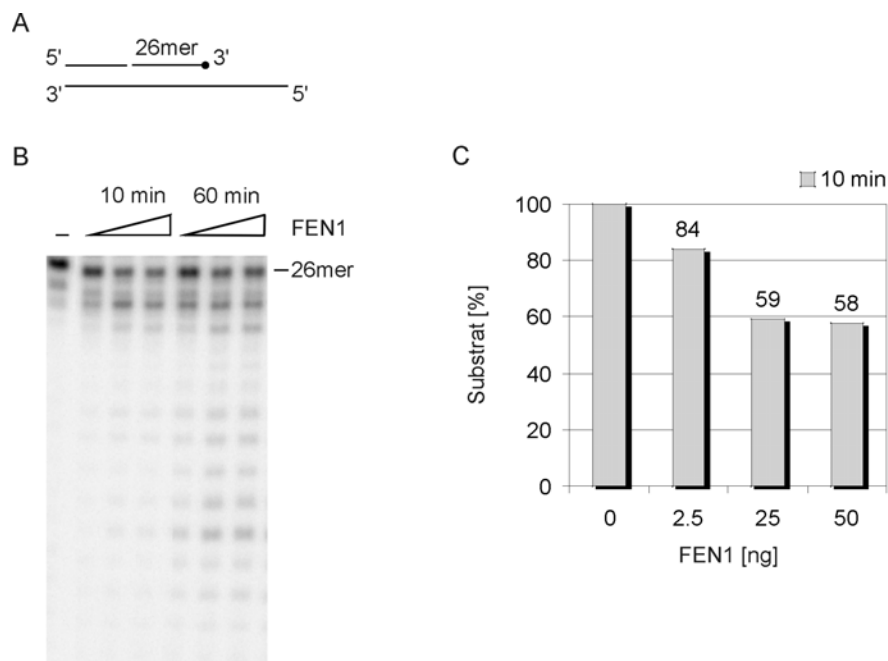 A
5' 26mer 3'
3' 5'
B
10 min 60 min
– FEN1
–26mer
C
10 min
100
80
60
40
20
0
Substrat [%]
84
59
58
0 2.5 25 50
FEN1 [ng]